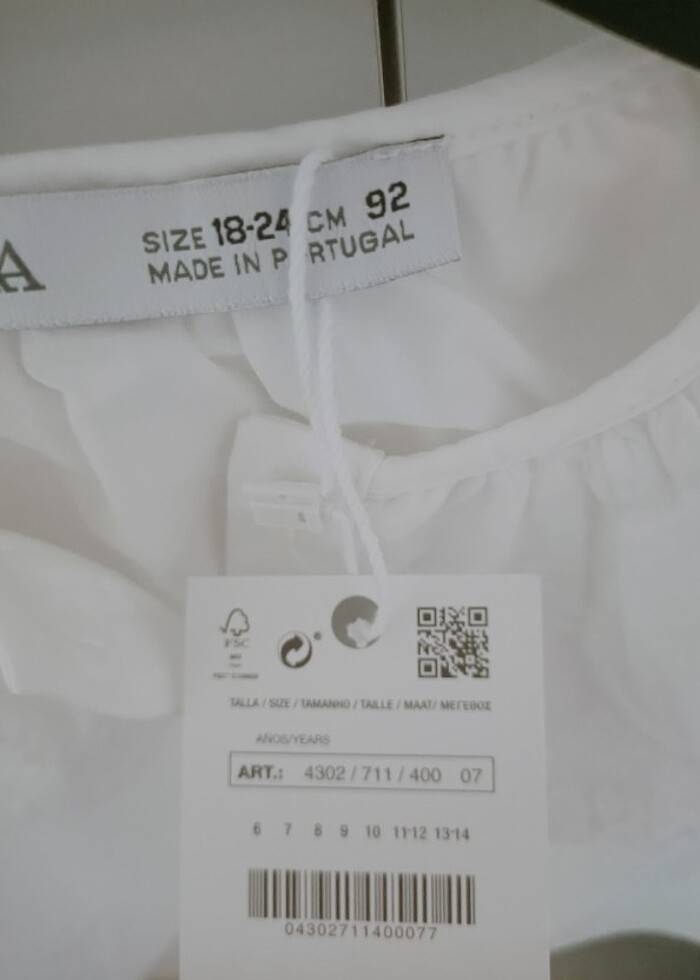 A
SIZE 18-24 CM 92
MADE IN PORTUGAL
FSC
TALLA / SIZE / TAMANHO / TAILLE / MAAT/ ΜΕΓΕΘΟΣ
AÑOS/YEARS
ART.: 4302 / 711 / 400 07
6 7 8 9 10 11-12 13-14
04302711400077